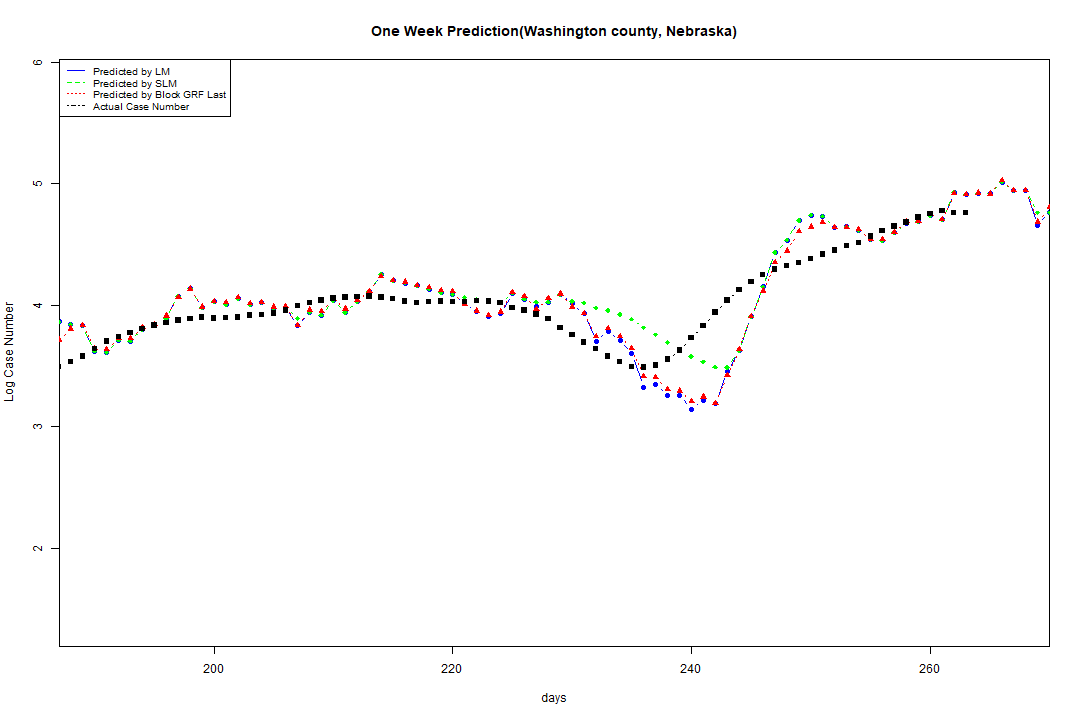 One Week Prediction(Washington county, Nebraska)
Predicted by LM
Predicted by SLM
Predicted by Block GRF Last
Actual Case Number
6
5
4
3
2
Log Case Number
200
220
240
260
days